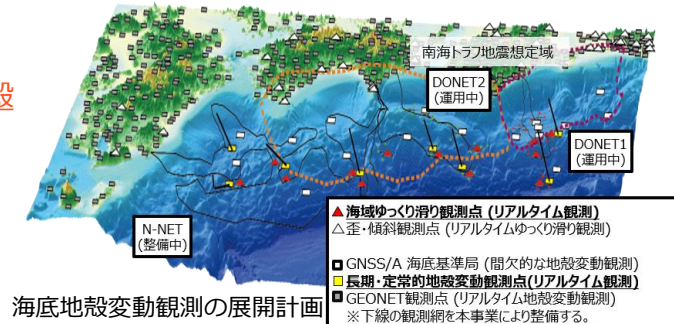 設
南海トラフ地震想定域
DONET2
(運用中)
DONET1
(運用中)
N-NET
(整備中)
▲海域ゆっくり滑り観測点 (リアルタイム観測)
△歪・傾斜観測点 (リアルタイムゆっくり滑り観測)
GNSS/A 海底基準局 (間欠的な地殻変動観測)
長期・定常的地殻変動観測点(リアルタイム観測)
GEONET観測点 (リアルタイム地殻変動観測)
※下線の観測網を本事業により整備する。
海底地殻変動観測の展開計画